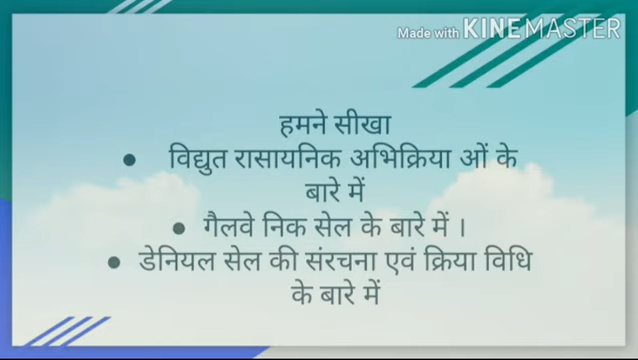 Made with KINEMASTER
हमने सीखा
● विद्युत रासायनिक अभिक्रिया ओं के
बारे में
● गैलवे निक सेल के बारे में ।
● डेनियल सेल की संरचना एवं क्रिया विधि
के बारे में